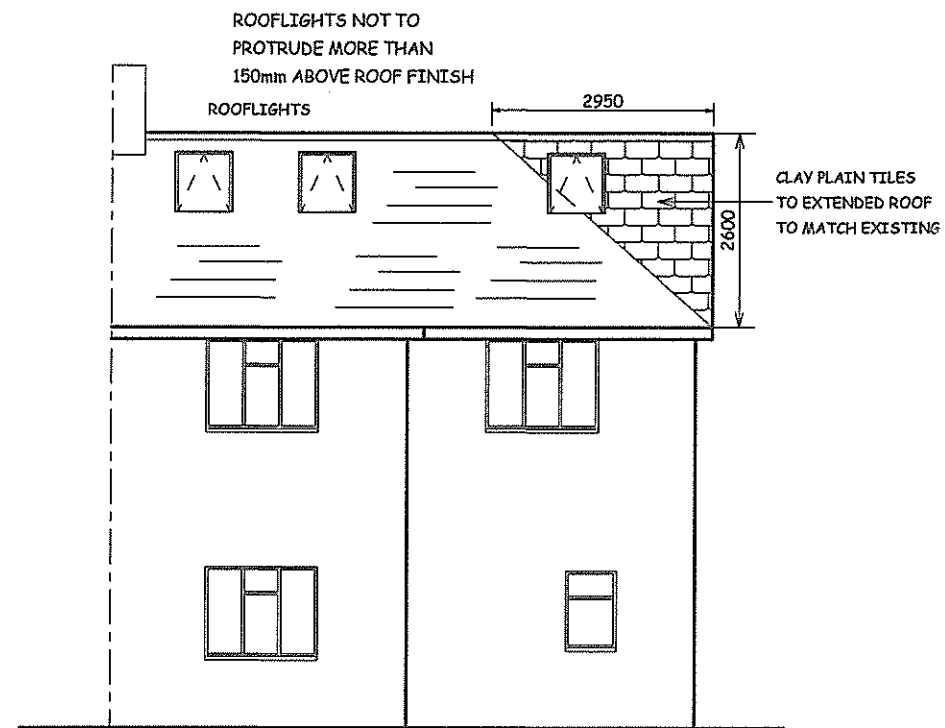 ROOFLIGHTS NOT TO
PROTRUDE MORE THAN
150mm ABOVE ROOF FINISH
ROOFLIGHTS
2950
CLAY PLAIN TILES
TO EXTENDED ROOF
TO MATCH EXISTING
2600